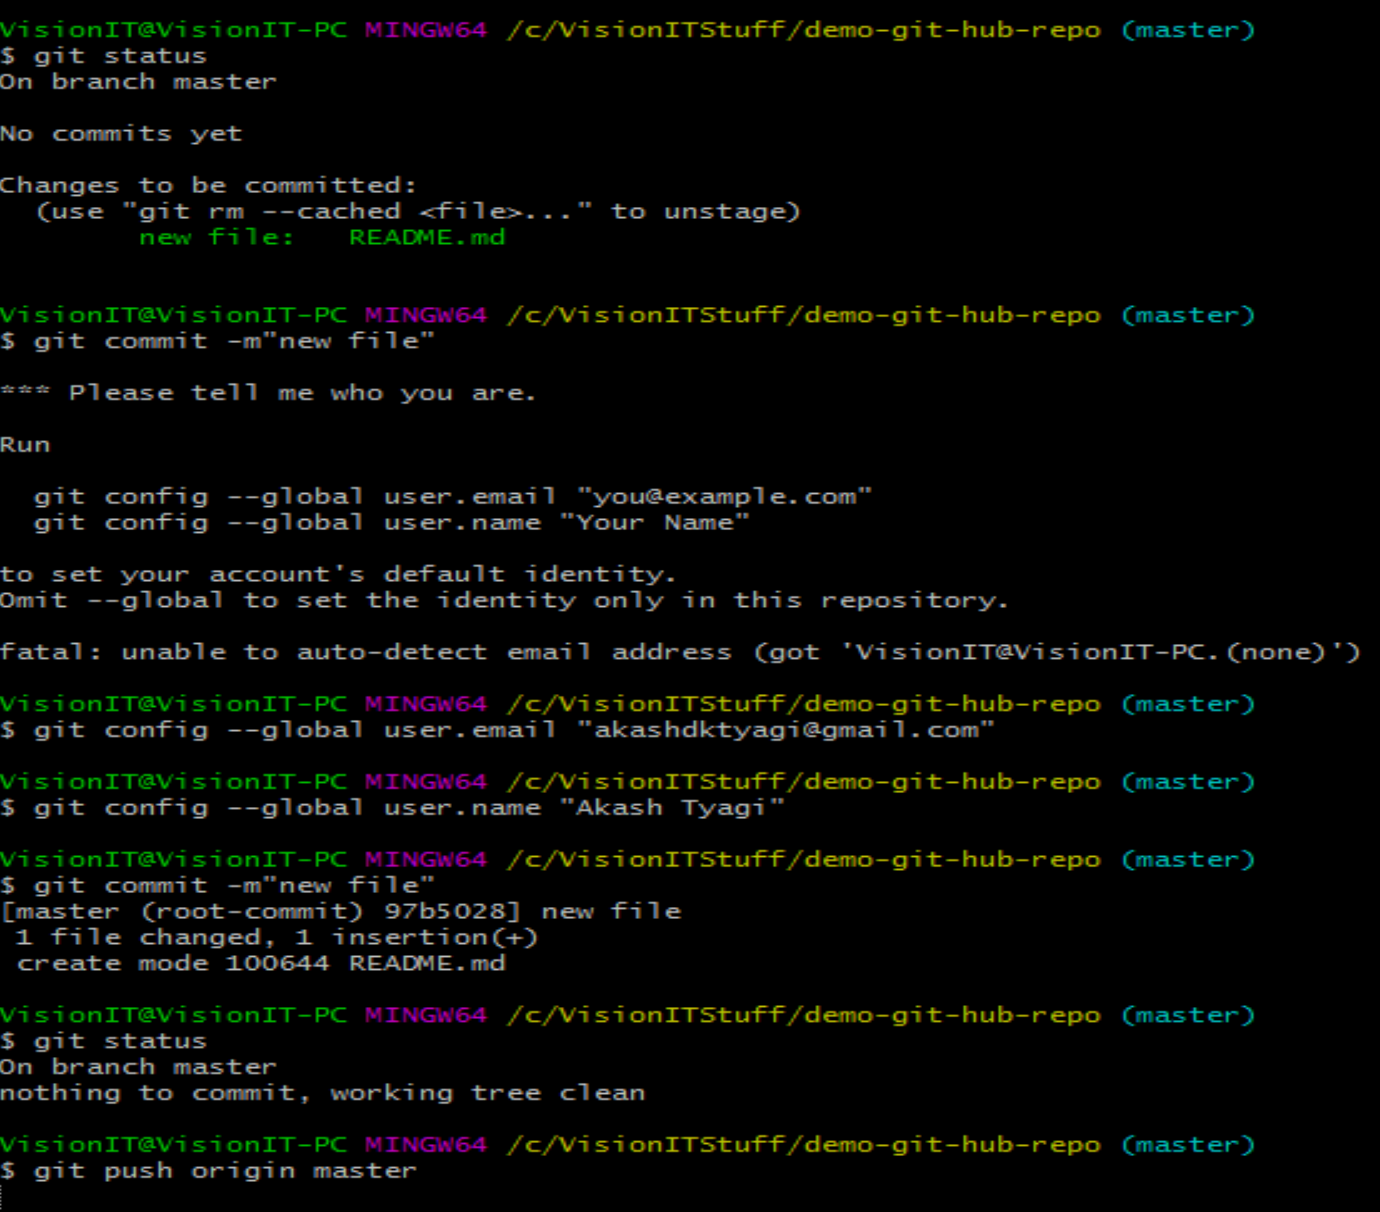 VisionIT@VisionIT-PC MINGW64 /c/VisionITStuff/demo-git-hub-repo (master)
$ git status
On branch master
No commits yet
Changes to be committed:
  (use "git rm --cached <file>..." to unstage)
        new file:   README.md
VisionIT@VisionIT-PC MINGW64 /c/VisionITStuff/demo-git-hub-repo (master)
$ git commit -m"new file"
*** Please tell me who you are.
Run
  git config --global user.email "you@example.com"
  git config --global user.name "Your Name"
to set your account's default identity.
Omit --global to set the identity only in this repository.
fatal: unable to auto-detect email address (got 'VisionIT@VisionIT-PC.(none)')
VisionIT@VisionIT-PC MINGW64 /c/VisionITStuff/demo-git-hub-repo (master)
$ git config --global user.email "akashdktyagi@gmail.com"
VisionIT@VisionIT-PC MINGW64 /c/VisionITStuff/demo-git-hub-repo (master)
$ git config --global user.name "Akash Tyagi"
VisionIT@VisionIT-PC MINGW64 /c/VisionITStuff/demo-git-hub-repo (master)
$ git commit -m"new file"
[master (root-commit) 97b5028] new file
 1 file changed, 1 insertion(+)
 create mode 100644 README.md
VisionIT@VisionIT-PC MINGW64 /c/VisionITStuff/demo-git-hub-repo (master)
$ git status
On branch master
nothing to commit, working tree clean
VisionIT@VisionIT-PC MINGW64 /c/VisionITStuff/demo-git-hub-repo (master)
$ git push origin master